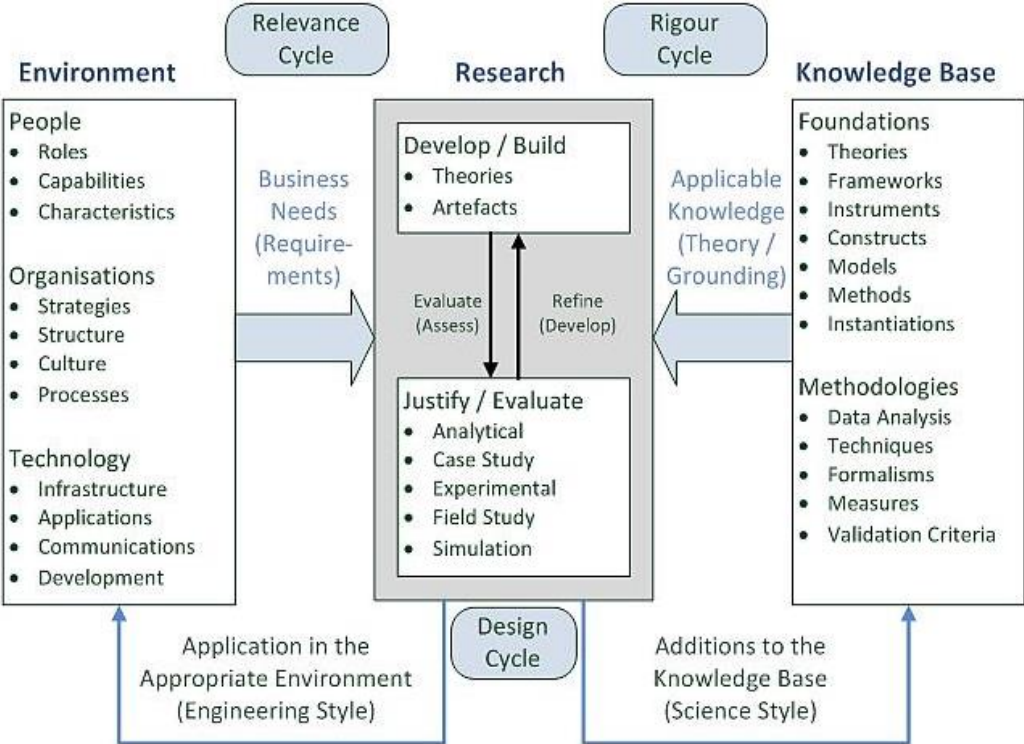 Relevance
Cycle
Rigour
Cycle
Environment
Research
Knowledge Base
People
• Roles
• Capabilities
• Characteristics
Organisations
• Strategies
• Structure
• Culture
• Processes
Technology
• Infrastructure
• Applications
• Communications
• Development
Business
Needs
(Require-
ments)
Develop / Build
• Theories
• Artefacts
Evaluate
(Assess)
Refine
(Develop)
Justify / Evaluate
• Analytical
• Case Study
• Experimental
• Field Study
• Simulation
Applicable
Knowledge
(Theory /
Grounding)
Foundations
• Theories
• Frameworks
• Instruments
• Constructs
• Models
• Methods
• Instantiations
Methodologies
• Data Analysis
• Techniques
• Formalisms
• Measures
• Validation Criteria
Application in the
Appropriate Environment
(Engineering Style)
Design
Cycle
Additions to the
Knowledge Base
(Science Style)